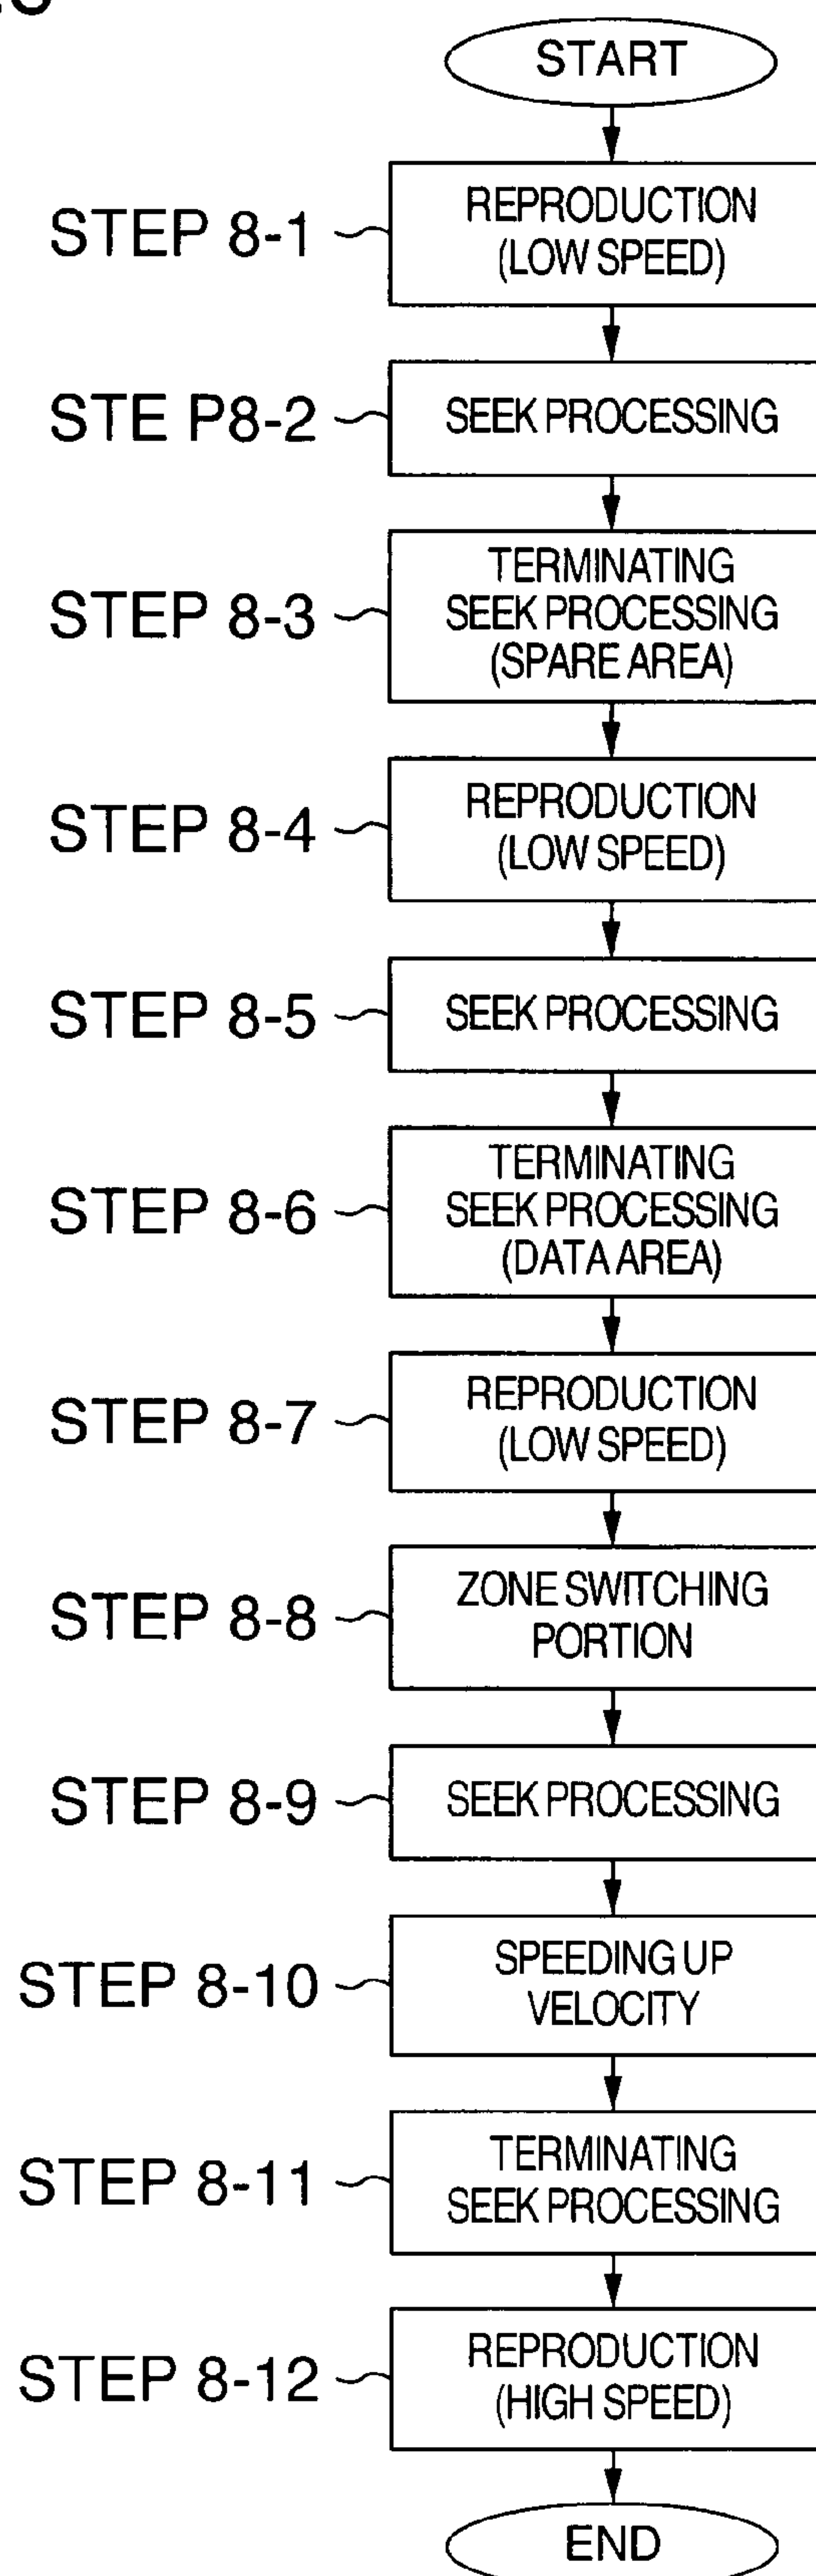 START
STEP 8-1
REPRODUCTION
(LOW SPEED)
STE P8-2
SEEK PROCESSING
STEP 8-3
TERMINATING
SEEK PROCESSING
(SPARE AREA)
STEP 8-4
REPRODUCTION
(LOW SPEED)
STEP 8-5
SEEK PROCESSING
STEP 8-6
TERMINATING
SEEK PROCESSING
(DATA AREA)
STEP 8-7
REPRODUCTION
(LOW SPEED)
STEP 8-8
ZONE SWITCHING
PORTION
STEP 8-9
SEEK PROCESSING
STEP 8-10
SPEEDING UP
VELOCITY
STEP 8-11
TERMINATING
SEEK PROCESSING
STEP 8-12
REPRODUCTION
(HIGH SPEED)
END